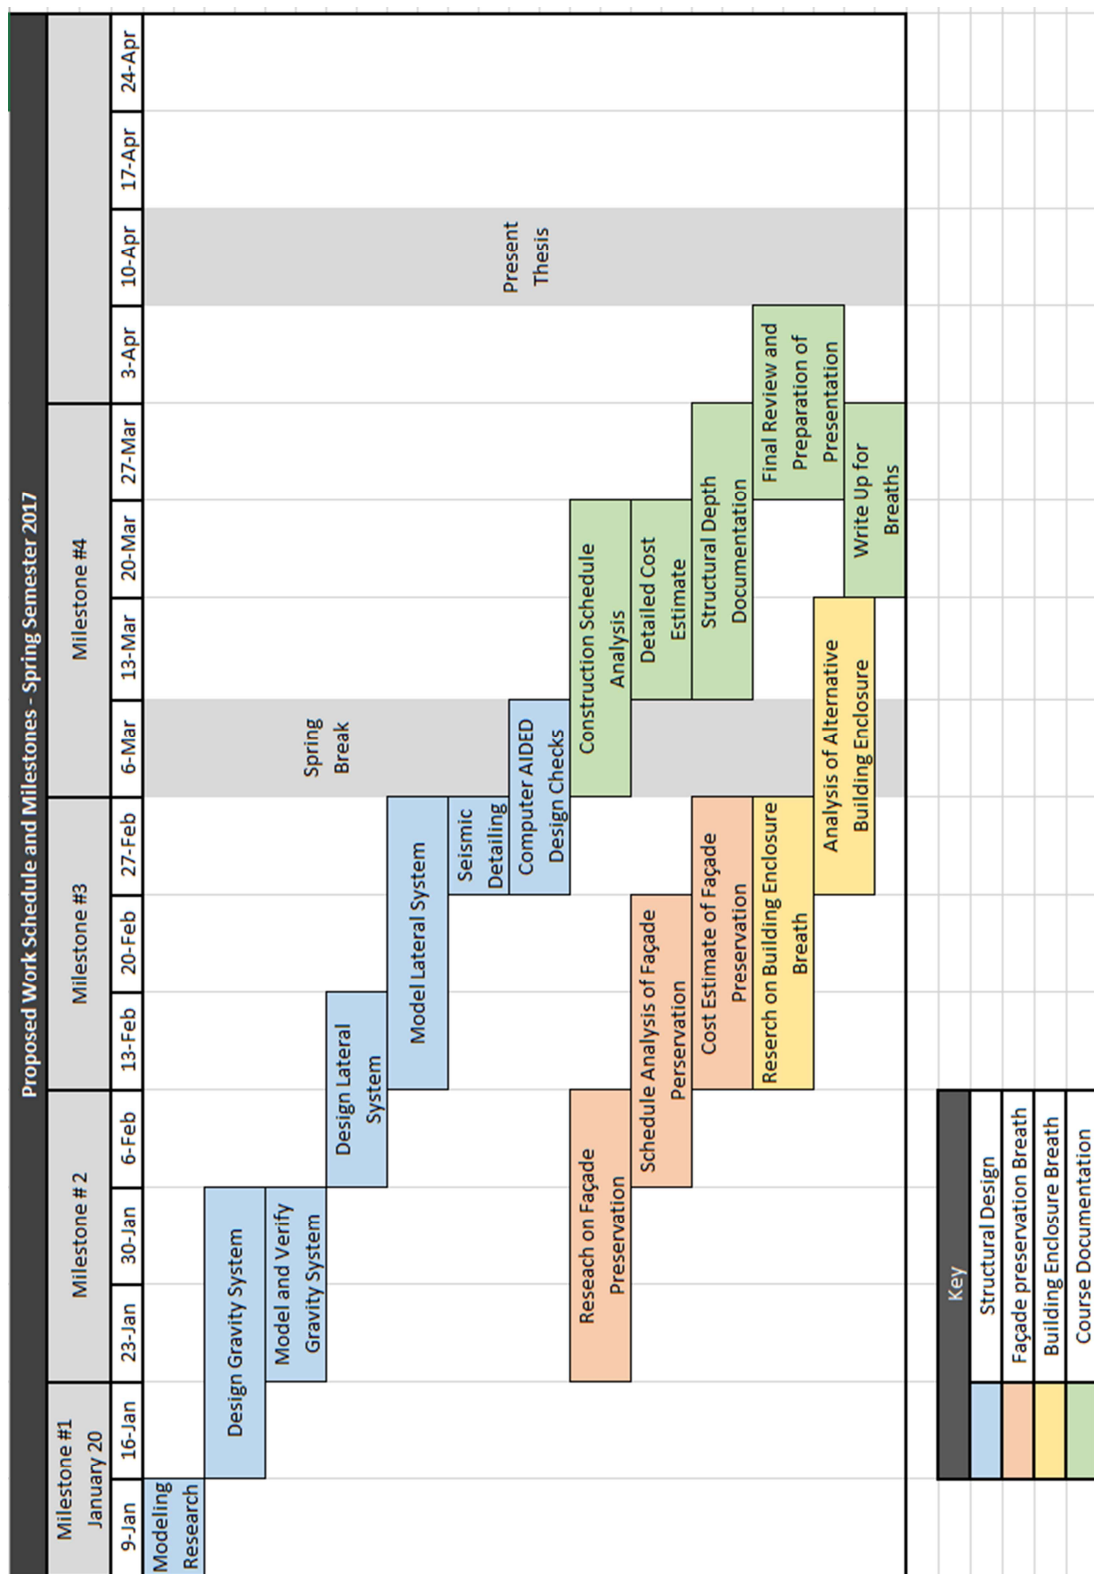 Proposed Work Schedule and Milestones - Spring Semester 2017
Milestone #1
January 20
Milestone # 2
Milestone #3
Milestone #4
9-Jan
16-Jan
23-Jan
30-Jan
6-Feb
13-Feb
20-Feb
27-Feb
6-Mar
13-Mar
20-Mar
27-Mar
3-Apr
10-Apr
17-Apr
24-Apr
Modeling
Research
Design Gravity System
Model and Verify
Gravity System
Design Lateral
System
Spring
Break
Model Lateral System
Seismic
Detailing
Computer AIDED
Design Checks
Present
Thesis
Reseach on Façade
Preservation
Construction Schedule
Analysis
Schedule Analysis of Façade
Perservation
Detailed Cost
Estimate
Cost Estimate of Façade
Preservation
Structural Depth
Documentation
Reserch on Building Enclosure
Breath
Final Review and
Preparation of
Presentation
Analysis of Alternative
Building Enclosure
Write Up for
Breaths
Key
Structural Design
Façade preservation Breath
Building Enclosure Breath
Course Documentation